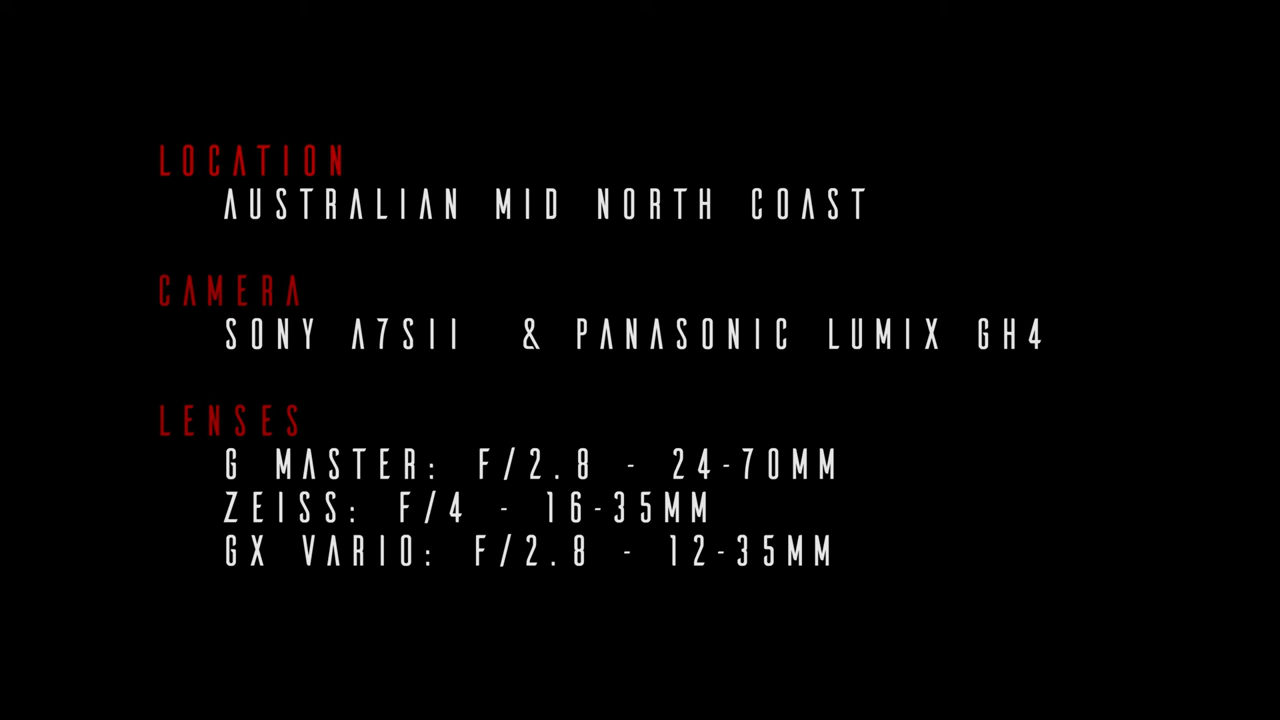 LOCATION
AUSTRALIAN MID NORTH COAST
CAMERA
SONY A7SII & PANASONIC LUMIX GH4
LENSES
G MASTER: F/2.8 - 24-70MM
ZEISS: F/4 - 16-35MM
GX VARIO: F/2.8 - 12-35MM